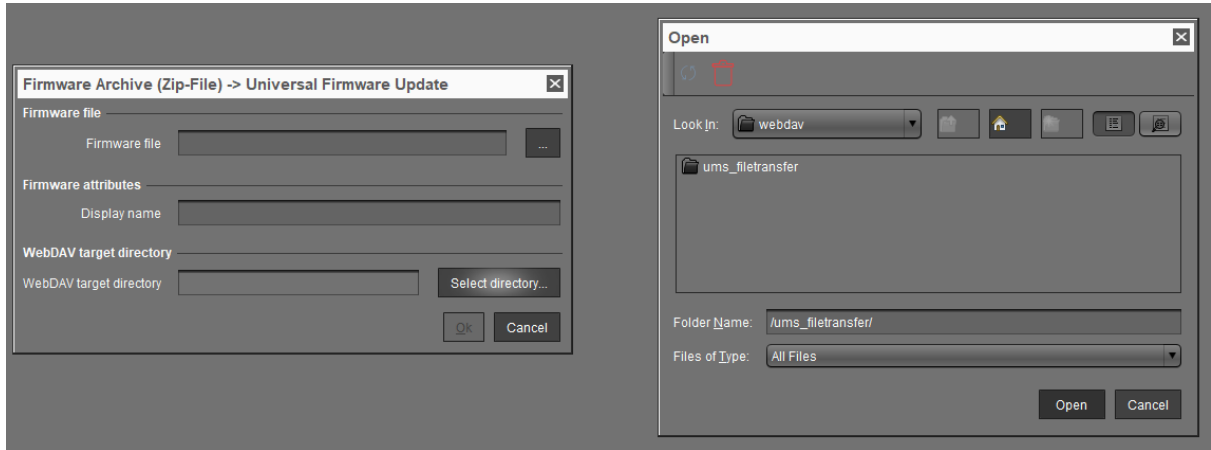 Firmware Archive (Zip-File) -> Universal Firmware Update
Firmware file
Firmware file
...
Firmware attributes
Display name
WebDAV target directory
WebDAV target directory
Select directory...
Ok
Cancel
Open
Look In:
webdav
ums_filetransfer
Folder Name:
/ums_filetransfer/
Files of Type:
All Files
Open
Cancel